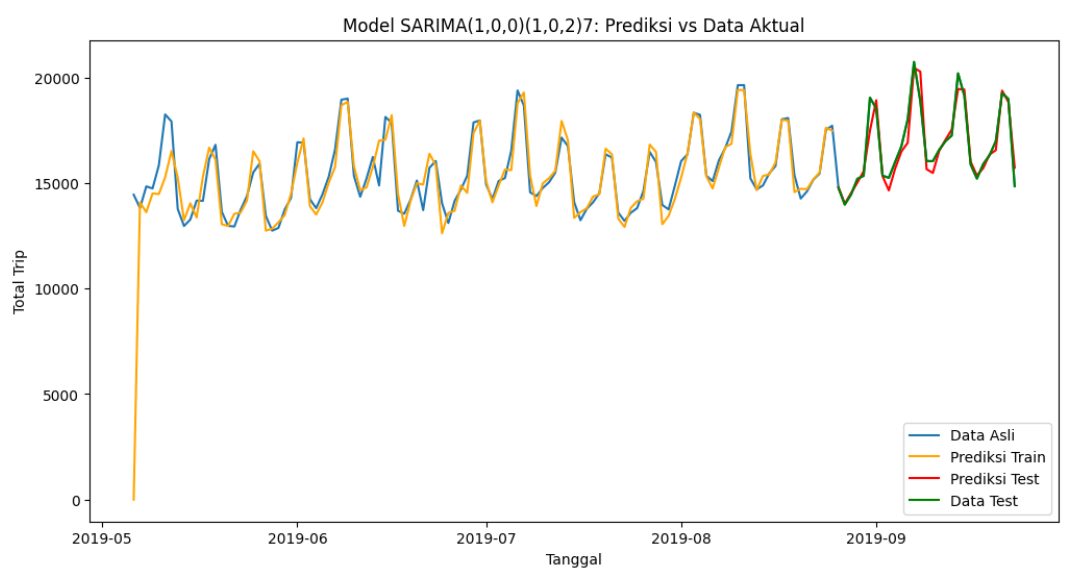 Model SARIMA(1,0,0)(1,0,2)7: Prediksi vs Data Aktual
Total Trip
20000
15000
10000
5000
0
2019-05
2019-06
2019-07
2019-08
2019-09
Tanggal
Data Asli
Prediksi Train
Prediksi Test
Data Test